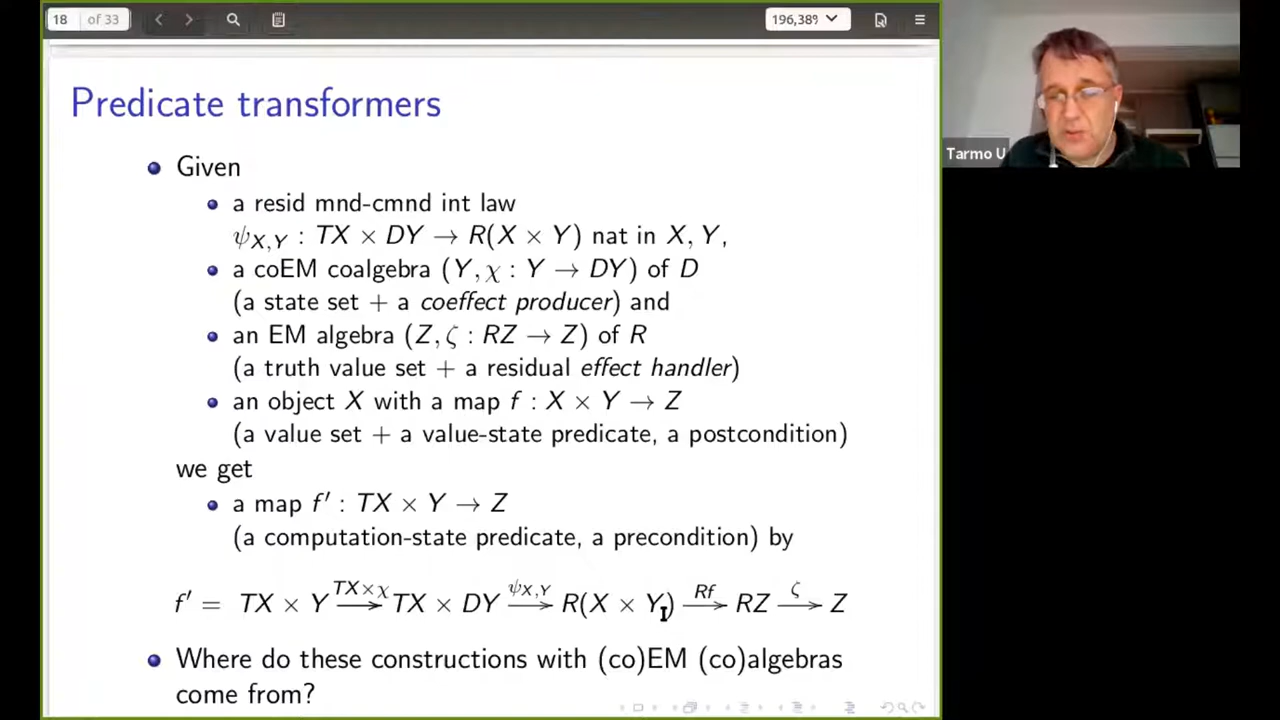 18 of 33
196,38%
Predicate transformers
Given
a resid mnd-cmnd int law
ψX,Y : TX × DY → R(X × Y) nat in X, Y,
a coEM coalgebra (Y, χ : Y → DY) of D
(a state set + a coeffect producer) and
an EM algebra (Z, ζ : RZ → Z) of R
(a truth value set + a residual effect handler)
an object X with a map f : X × Y → Z
(a value set + a value-state predicate, a postcondition)
we get
a map f′ : TX × Y → Z
(a computation-state predicate, a precondition) by
TX×χ ψX,Y Rf ζ
f′ = TX × Y → TX × DY → R(X × Y) → RZ → Z
Where do these constructions with (co)EM (co)algebras
come from?
Tarmo U